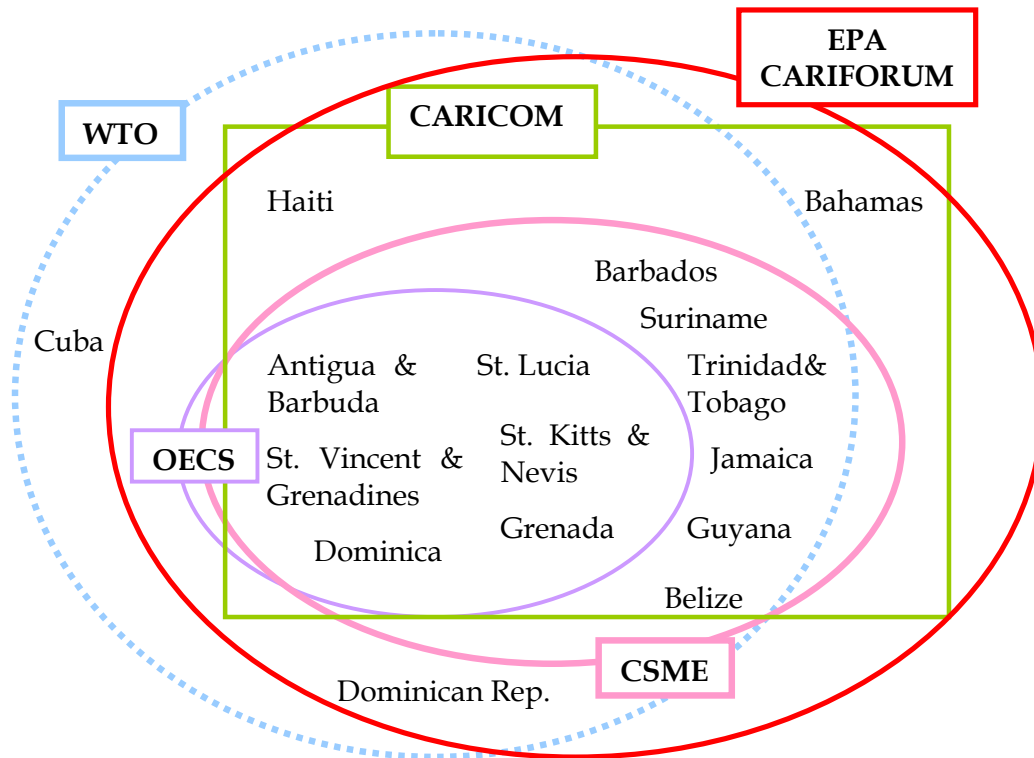 EPA
CARIFORUM
WTO
CARICOM
Haiti
Bahamas
Barbados
Suriname
Cuba
Antigua &
Barbuda
St. Lucia
Trinidad&
Tobago
OECS
St. Vincent &
Grenadines
St. Kitts &
Nevis
Jamaica
Dominica
Grenada
Guyana
Belize
CSME
Dominican Rep.